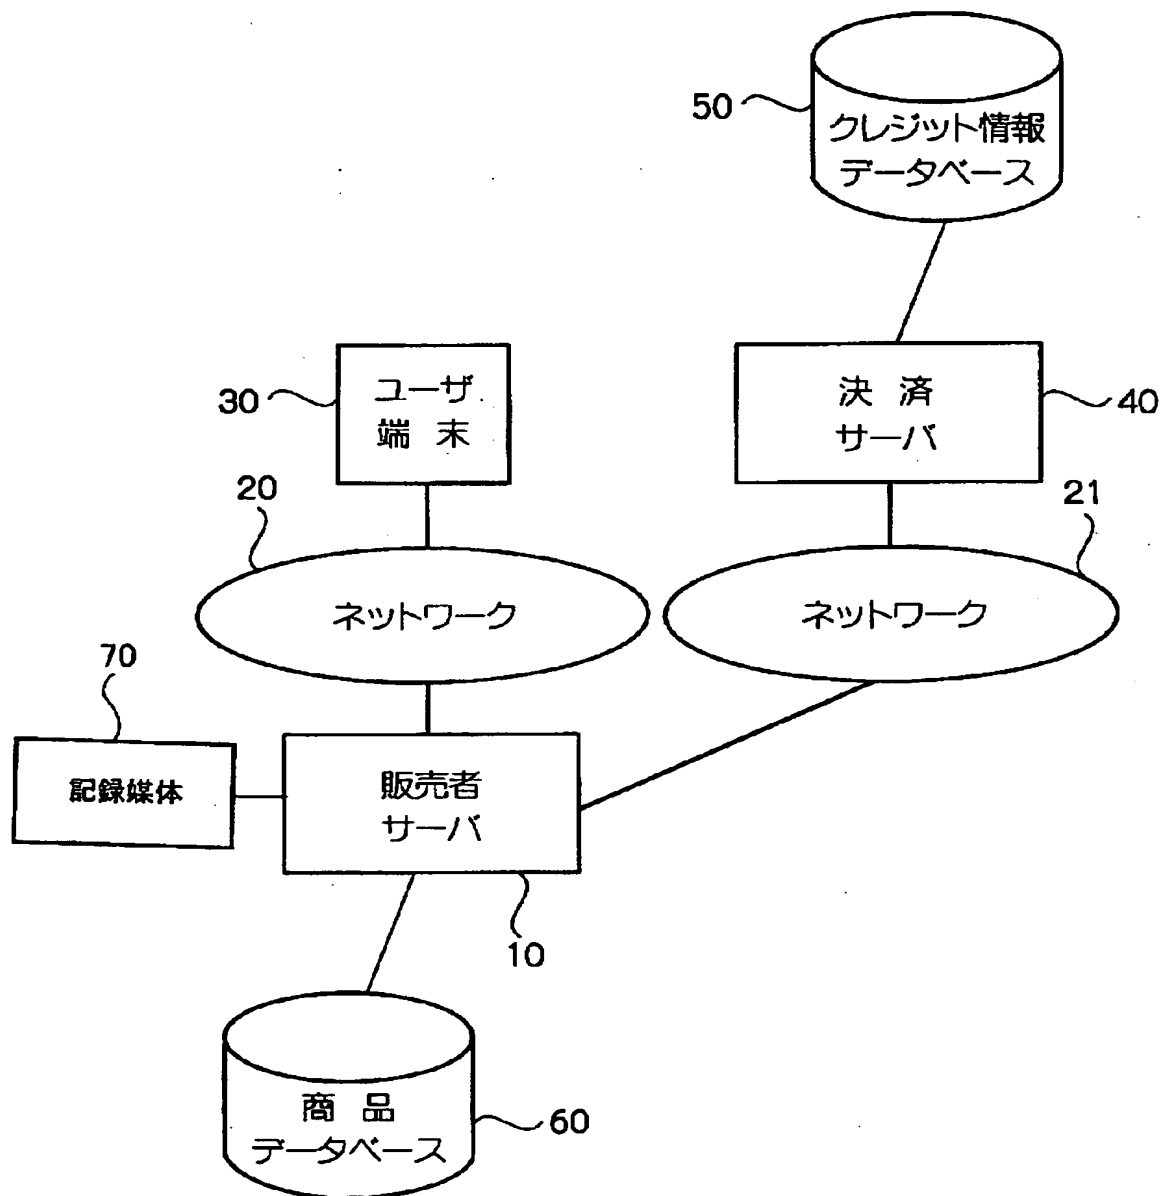 50
クレジット情報
データベース
30
ユーザ
端末
決済
サーバ
40
20
21
ネットワーク
ネットワーク
70
記録媒体
販売者
サーバ
10
商品
データベース
60